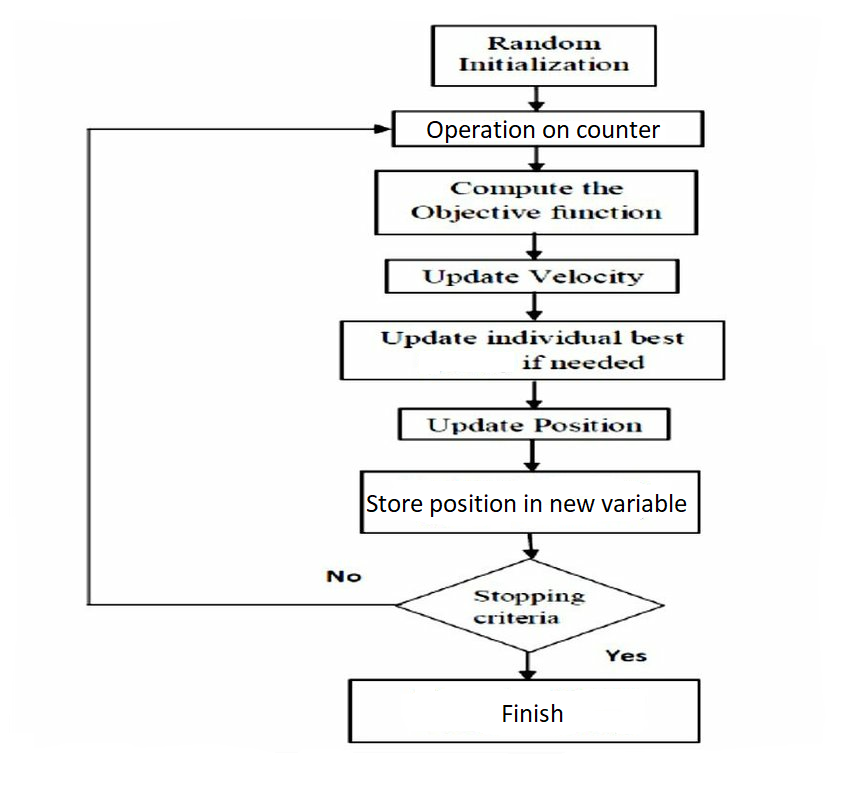 Random
Initialization
Operation on counter
Compute the
Objective function
Update Velocity
Update individual best
if needed
Update Position
Store position in new variable
No
Stopping
criteria
Yes
Finish